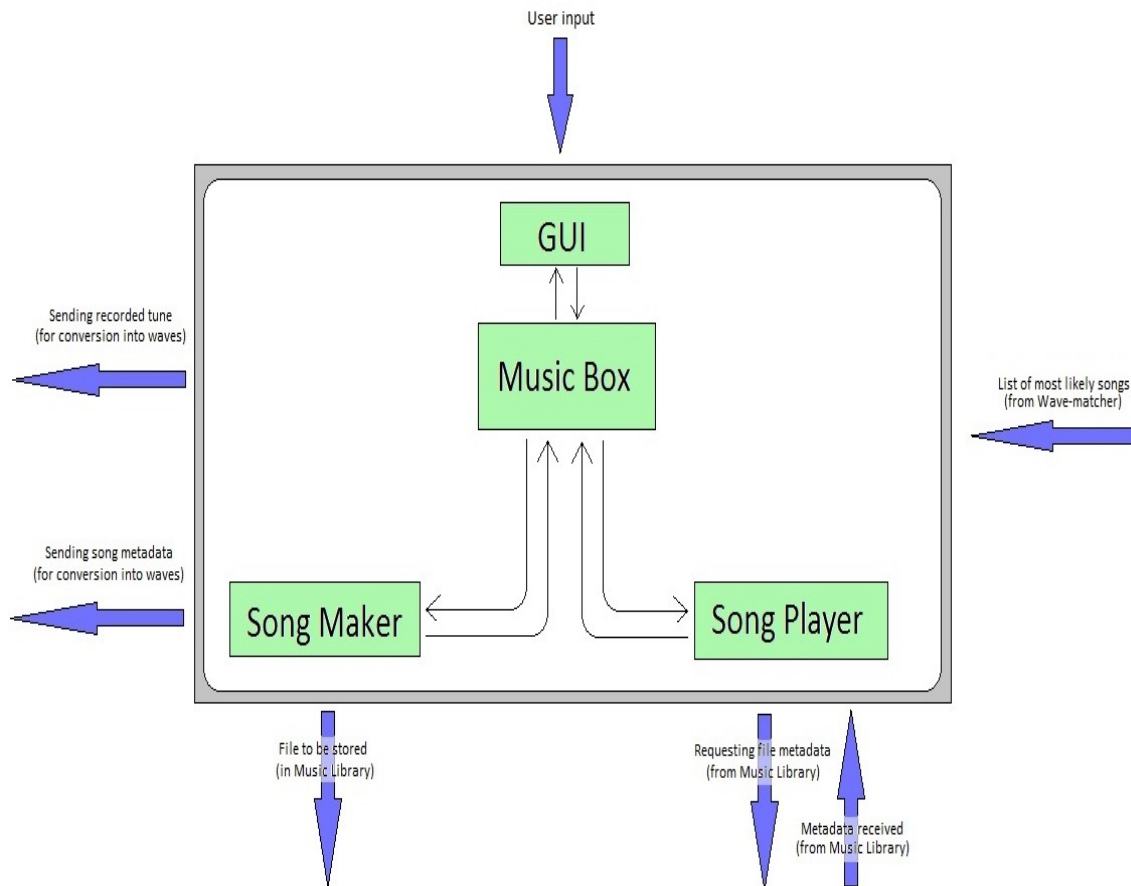 User input
GUI
Sending recorded tune
(for conversion into waves)
Music Box
List of most likely songs
(from Wave-matcher)
Sending song metadata
(for conversion into waves)
Song Maker
Song Player
File to be stored
(in Music Library)
Requesting file metadata
(from Music Library)
Metadata received
(from Music Library)